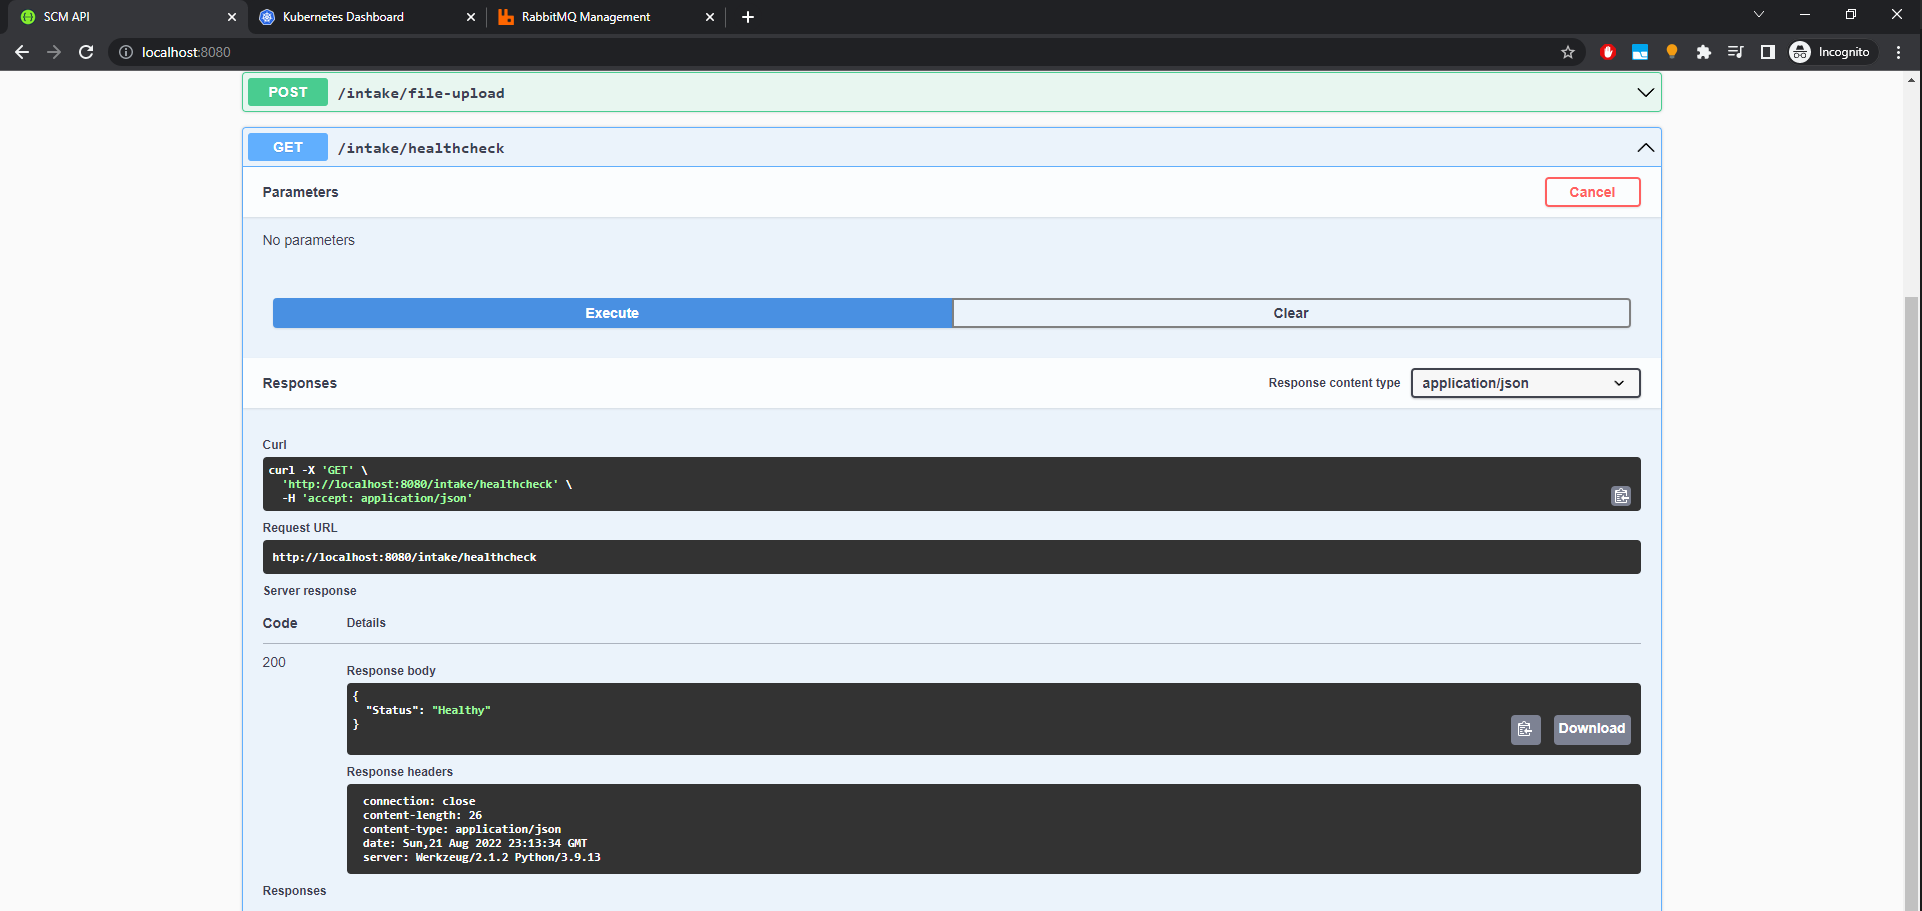 SCM API
Kubernetes Dashboard
RabbitMQ Management
localhost:8080
Incognito
POST /intake/file-upload
GET /intake/healthcheck
Parameters
Cancel
No parameters
Execute
Clear
Responses
Response content type
application/json
Curl
curl -X 'GET' \
  'http://localhost:8080/intake/healthcheck' \
  -H 'accept: application/json'
Request URL
http://localhost:8080/intake/healthcheck
Server response
Code Details
200
Response body
{
  "Status": "Healthy"
}
Download
Response headers
connection: close
content-length: 26
content-type: application/json
date: Sun,21 Aug 2022 23:13:34 GMT
server: Werkzeug/2.1.2 Python/3.9.13
Responses